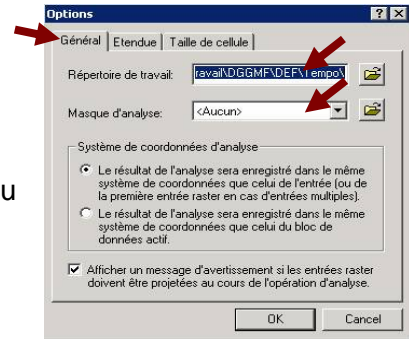 Options
Général Etendue Taille de cellule
Répertoire de travail: ravail\DGGMF\DEF\Tempo\
Masque d'analyse: <Aucun>
Système de coordonnées d'analyse
Le résultat de l'analyse sera enregistré dans le même
système de coordonnées que celui de l'entrée (ou de
la première entrée raster en cas d'entrées multiples).
u
Le résultat de l'analyse sera enregistré dans le même
système de coordonnées que celui du bloc de
données actif.
Afficher un message d'avertissement si les entrées raster
doivent être projetées au cours de l'opération d'analyse.
OK Cancel